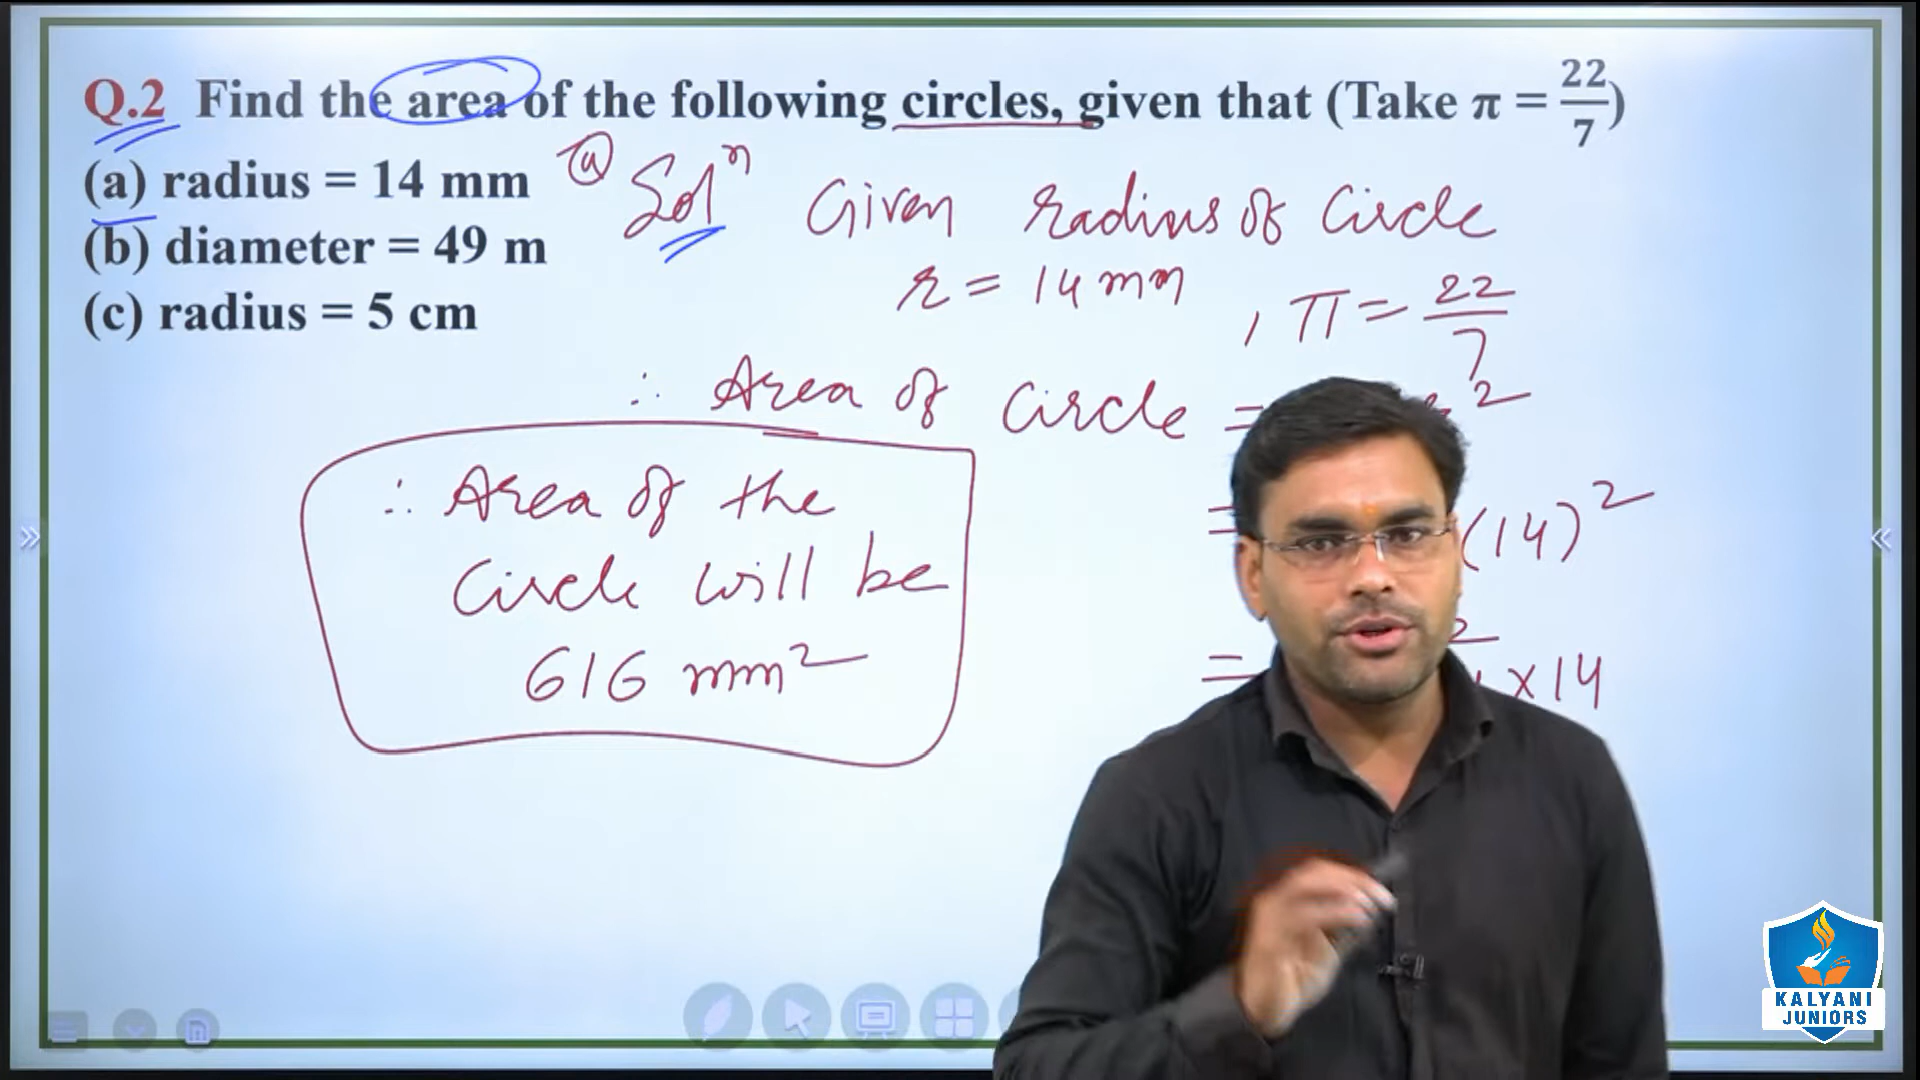 Q.2 Find the area of the following circles, given that (Take π = 22/7)
(a) radius = 14 mm
(b) diameter = 49 m
(c) radius = 5 cm
(a) Solⁿ Given radius of Circle
r = 14 mm , π = 22/7
∴ Area of Circle = 2
= (14)²
= 2 × 14
∴ Area of the
Circle will be
616 mm²
KALYANI
JUNIORS